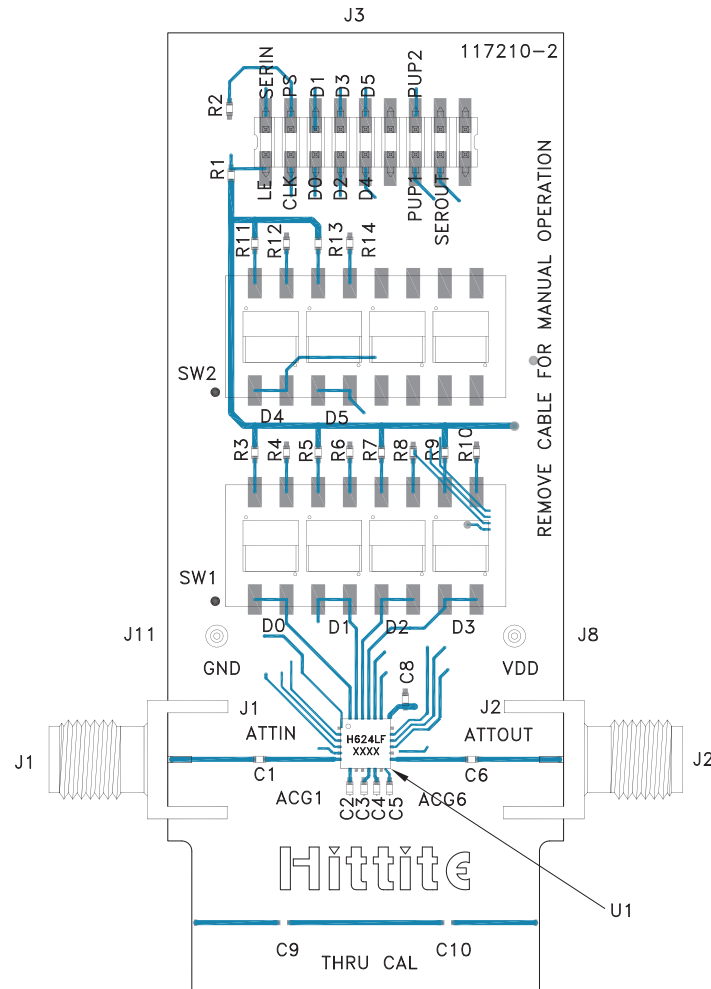 J3
117210-2
SERIN
PS
D1
D3
D5
PUP2
R2
R1
LE
CLK
D0
D2
D4
PUP1
SEROUT
R11
R12
R13
R14
REMOVE CABLE FOR MANUAL OPERATION
SW2
D4
D5
R3
R4
R5
R6
R7
R8
R9
R10
SW1
D0
D1
D2
D3
J11
J8
GND
VDD
C8
J1
J2
ATTIN
ATTOUT
H624LF
XXXX
J1
J2
C1
C6
ACG1
ACG6
C2
C3
C4
C5
Hittite
U1
C9
C10
THRU CAL